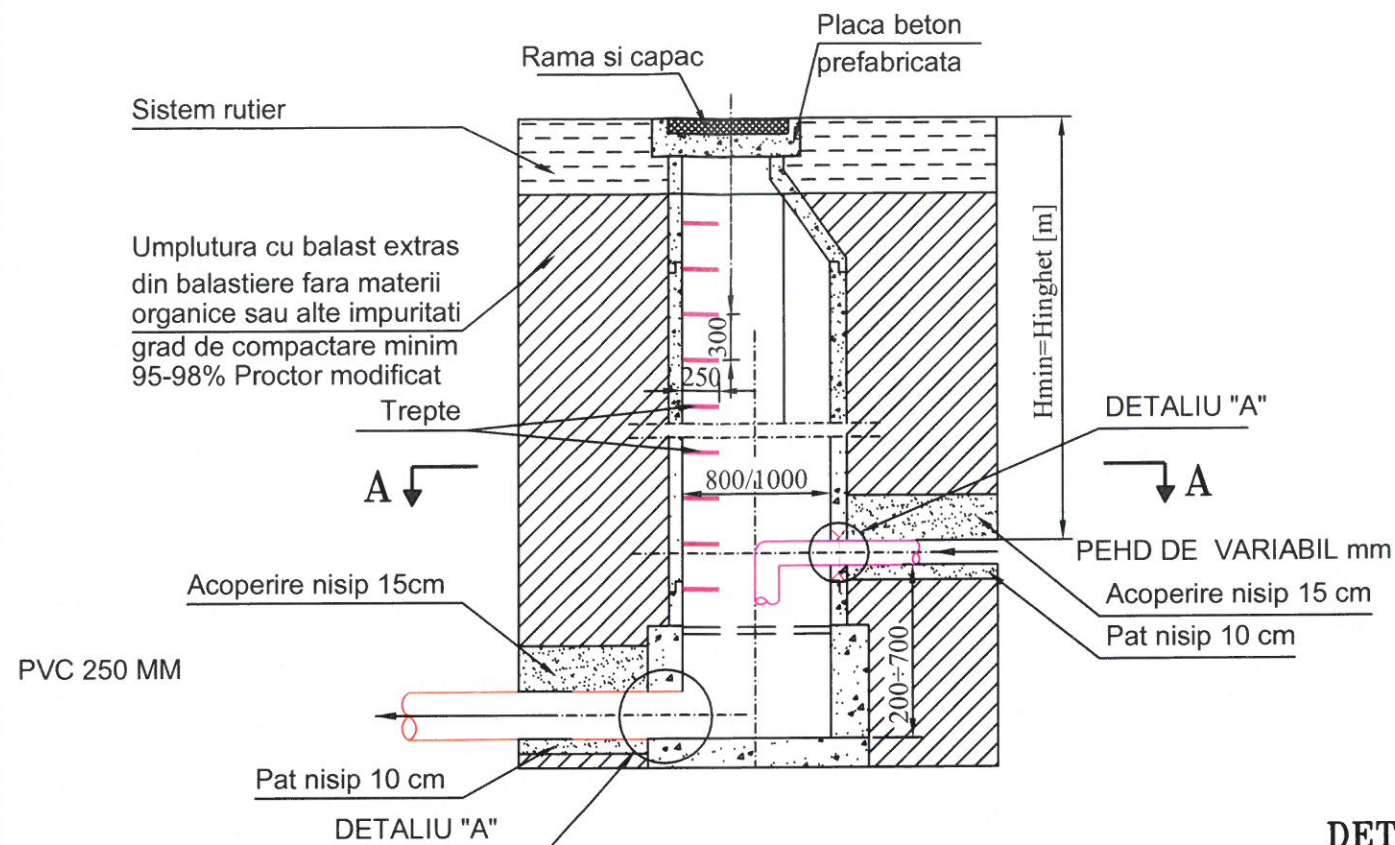 Placa beton
prefabricata
Rama si capac
Sistem rutier
Umplutura cu balast extras
din balastiere fara materii
organice sau alte impuritati
grad de compactare minim
95-98% Proctor modificat
Trepte
300
250
Hmin=Hinghet [m]
DETALIU "A"
A
A
800/1000
PEHD DE VARIABIL mm
Acoperire nisip 15 cm
Pat nisip 10 cm
200÷700
Acoperire nisip 15cm
PVC 250 MM
Pat nisip 10 cm
DETALIU "A"
DET